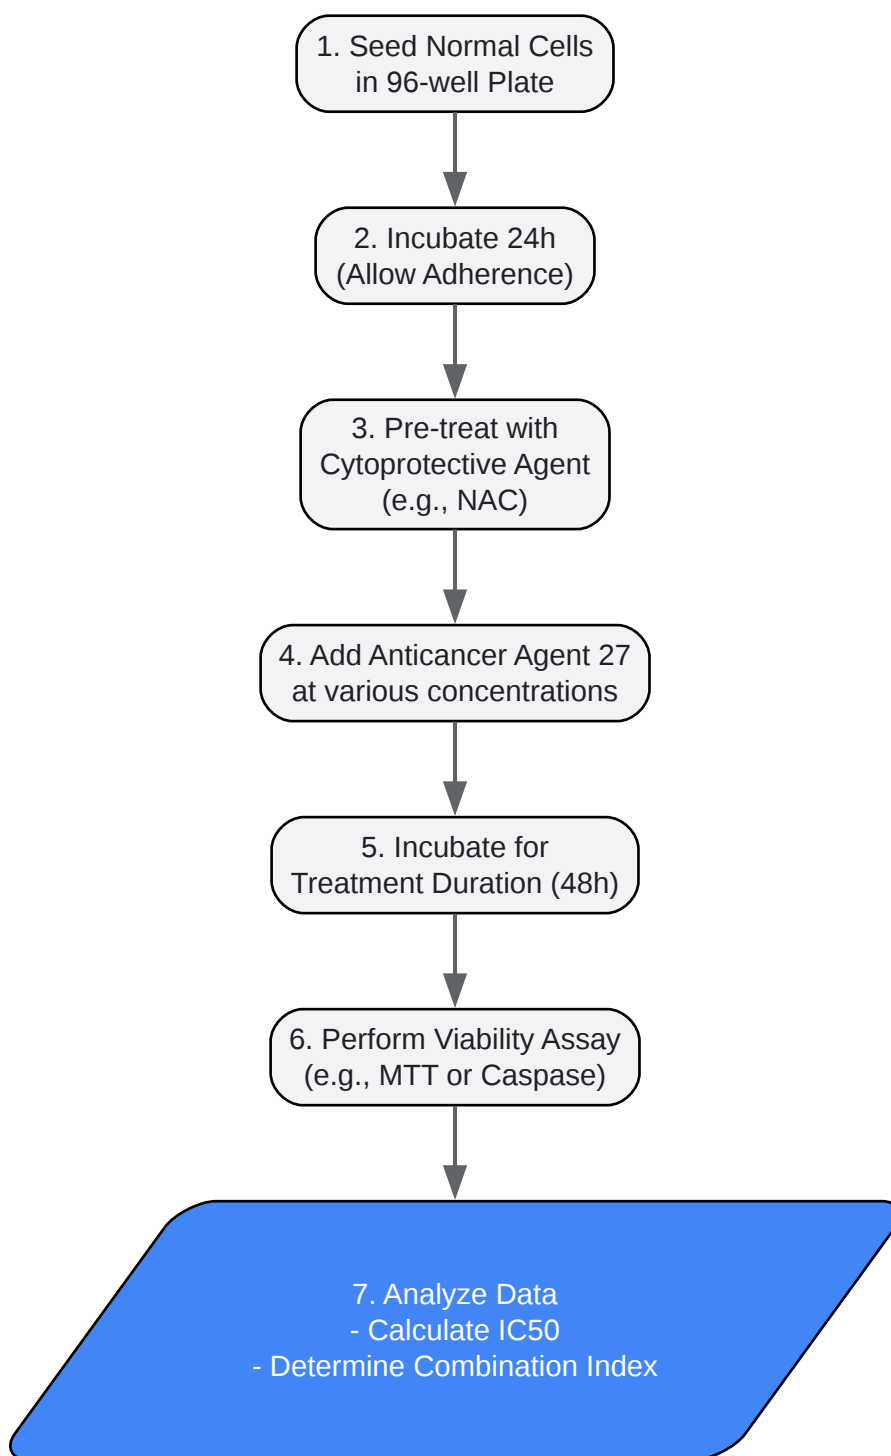 1. Seed Normal Cells
in 96-well Plate
2. Incubate 24h
(Allow Adherence)
3. Pre-treat with
Cytoprotective Agent
(e.g., NAC)
4. Add Anticancer Agent 27
at various concentrations
5. Incubate for
Treatment Duration (48h)
6. Perform Viability Assay
(e.g., MTT or Caspase)
7. Analyze Data
- Calculate IC50
- Determine Combination Index